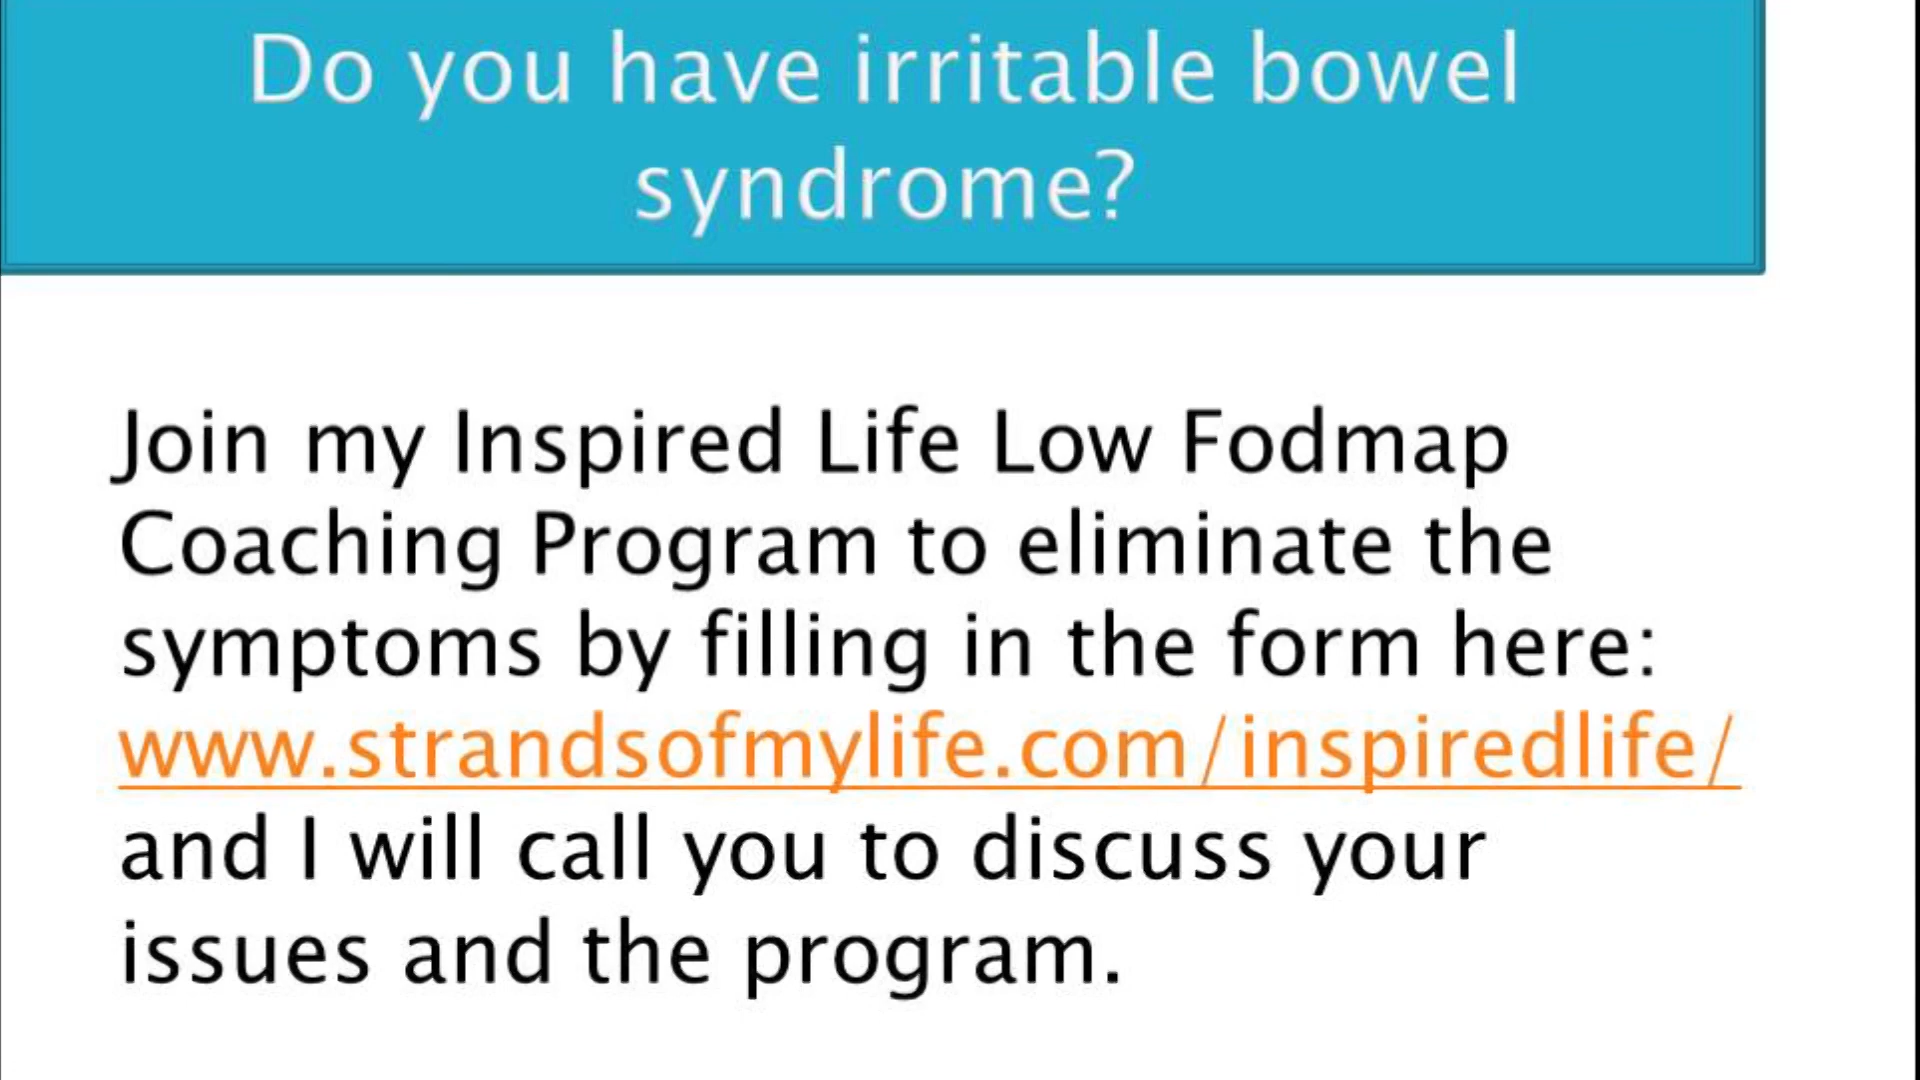 Do you have irritable bowel
syndrome?
Join my Inspired Life Low Fodmap
Coaching Program to eliminate the
symptoms by filling in the form here:
www.strandsofmylife.com/inspiredlife/
and I will call you to discuss your
issues and the program.